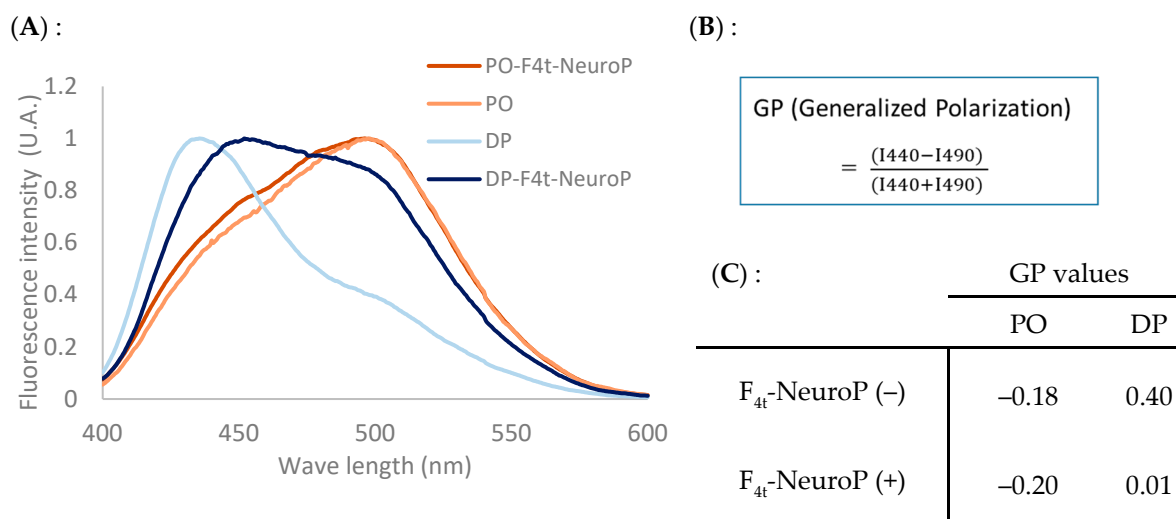 (A) :
Fluorescence intensity (U.A.)
1.2
1
0.8
0.6
0.4
0.2
0
400
450
500
550
600
Wave length (nm)
PO-F4t-NeuroP
PO
DP
DP-F4t-NeuroP
(B) :
GP (Generalized Polarization)
= (I440−I490)
(I440+I490)
(C) :
GP values
PO DP
F4t-NeuroP (–) –0.18 0.40
F4t-NeuroP (+) –0.20 0.01